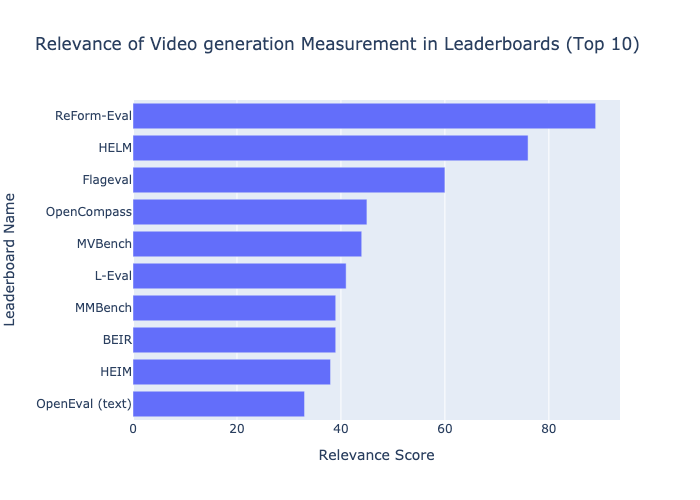 Relevance of Video generation Measurement in Leaderboards (Top 10)
Leaderboard Name
ReForm-Eval
HELM
Flageval
OpenCompass
MVBench
L-Eval
MMBench
BEIR
HEIM
OpenEval (text)
0 20 40 60 80
Relevance Score